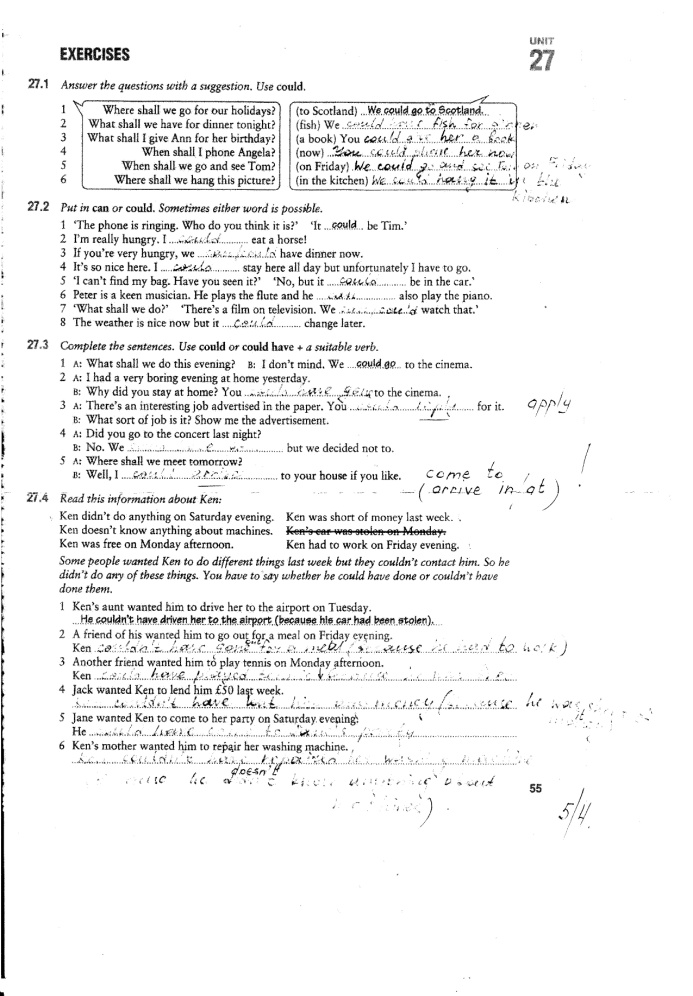 UNIT
EXERCISES 27
27.1 Answer the questions with a suggestion. Use could.
1 Where shall we go for our holidays? (to Scotland) We could go to Scotland.
2 What shall we have for dinner tonight? (fish) We could have fish for dinner
3 What shall I give Ann for her birthday? (a book) You could give her a book
4 When shall I phone Angela? (now) You could phone her now
5 When shall we go and see Tom? (on Friday) We could go and see Tom on Friday
6 Where shall we hang this picture? (in the kitchen) We could hang it in the
kitchen
27.2 Put in can or could. Sometimes either word is possible.
1 'The phone is ringing. Who do you think it is?' 'It could be Tim.'
2 I'm really hungry. I could eat a horse!
3 If you're very hungry, we can/could have dinner now.
4 It's so nice here. I could stay here all day but unfortunately I have to go.
5 'I can't find my bag. Have you seen it?' 'No, but it could be in the car.'
6 Peter is a keen musician. He plays the flute and he can also play the piano.
7 'What shall we do?' 'There's a film on television. We could watch that.'
8 The weather is nice now but it could change later.
27.3 Complete the sentences. Use could or could have + a suitable verb.
1 A: What shall we do this evening? B: I don't mind. We could go to the cinema.
2 A: I had a very boring evening at home yesterday.
B: Why did you stay at home? You could have to the cinema.
3 A: There's an interesting job advertised in the paper. You could for it. apply
B: What sort of job is it? Show me the advertisement.
4 A: Did you go to the concert last night?
B: No. We but we decided not to.
5 A: Where shall we meet tomorrow? !
B: Well, I could arrive to your house if you like. come to
(arrive in/at)
27.4 Read this information about Ken:
Ken didn't do anything on Saturday evening. Ken was short of money last week.
Ken doesn't know anything about machines. Ken's car was stolen on Monday.
Ken was free on Monday afternoon. Ken had to work on Friday evening.
Some people wanted Ken to do different things last week but they couldn't contact him. So he
didn't do any of these things. You have to say whether he could have done or couldn't have
done them.
1 Ken's aunt wanted him to drive her to the airport on Tuesday.
He couldn't have driven her to the airport (because his car had been stolen).
2 A friend of his wanted him to go out for a meal on Friday evening.
Ken couldn't have gone for a meal (because he had to work)
3 Another friend wanted him to play tennis on Monday afternoon.
Ken could have played
4 Jack wanted Ken to lend him £50 last week.
couldn't have him money he
5 Jane wanted Ken to come to her party on Saturday evening.
He could have come to party
6 Ken's mother wanted him to repair her washing machine.
Ken couldn't have her
he doesn't know about
55
5/4.